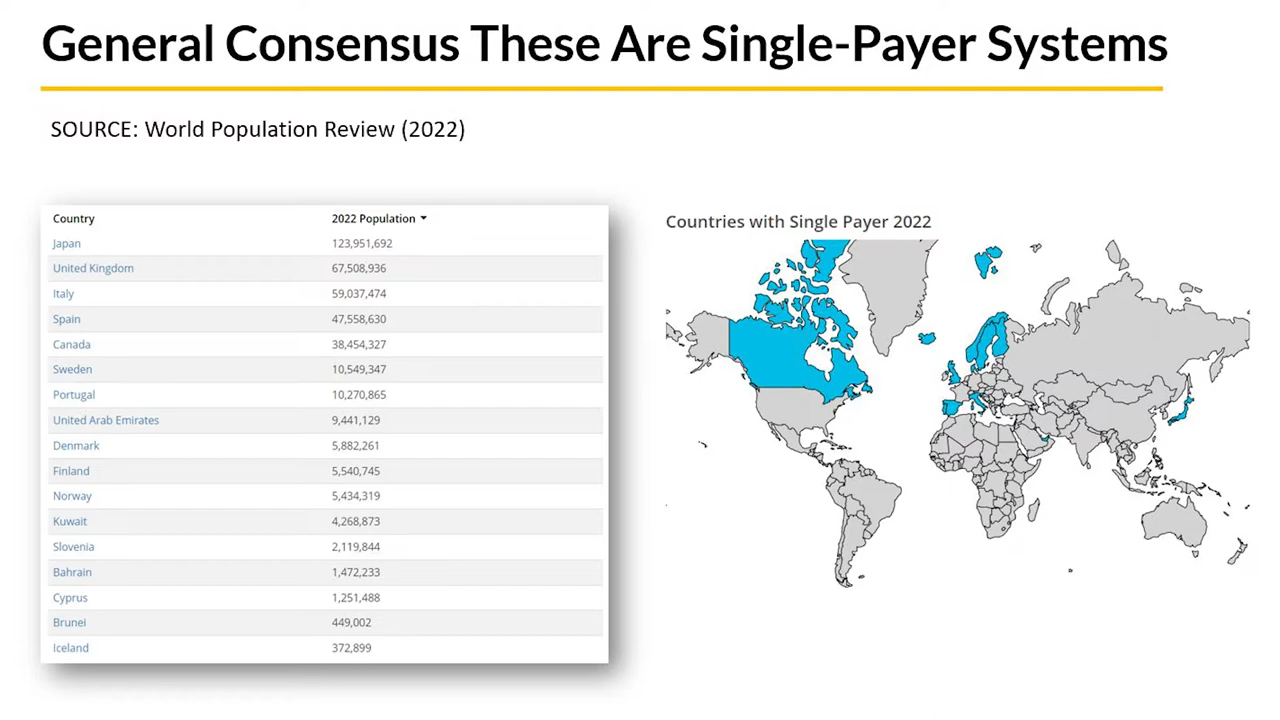 General Consensus These Are Single-Payer Systems
SOURCE: World Population Review (2022)
Country 2022 Population
Japan 123,951,692
United Kingdom 67,508,936
Italy 59,037,474
Spain 47,558,630
Canada 38,454,327
Sweden 10,549,347
Portugal 10,270,865
United Arab Emirates 9,441,129
Denmark 5,882,261
Finland 5,540,745
Norway 5,434,319
Kuwait 4,268,873
Slovenia 2,119,844
Bahrain 1,472,233
Cyprus 1,251,488
Brunei 449,002
Iceland 372,899
Countries with Single Payer 2022